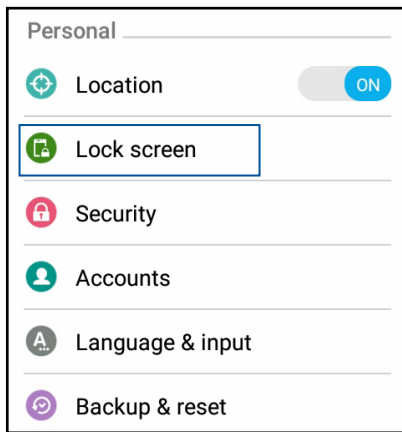 Personal
Location ON
Lock screen
Security
Accounts
A... Language & input
Backup & reset